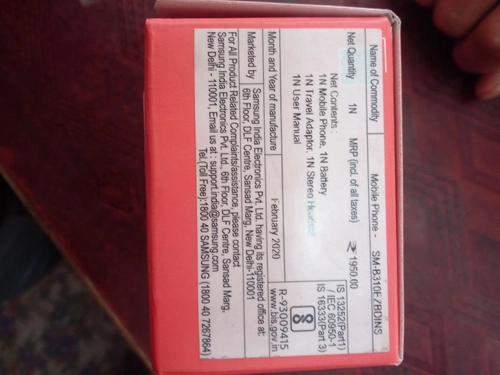 Name of Commodity Mobile Phone - SM-B310EZBDINS
Net Quantity 1N MRP (incl. of all taxes) ₹ 1950.00
Net Contents :
1N Mobile Phone, 1N Battery
1N Travel Adaptor, 1N Stereo Headset
1N User Manual
IS 13252(Part1)
/ IEC 60950-1
IS 16333(Part 3)
R-93009415
www.bis.gov.in
Month and Year of manufacture February 2020
Marketed by Samsung India Electronics Pvt. Ltd. having its registered office at:
6th Floor, DLF Centre, Sansad Marg, New Delhi-110001
For All Product Related Complaints/assistance, please contact
Samsung India Electronics Pvt. Ltd., 6th Floor, DLF Centre, Sansad Marg,
New Delhi - 110001, Email us at : support.india@samsung.com
Tel.(Toll Free):1800 40 SAMSUNG (1800 40 7267864)